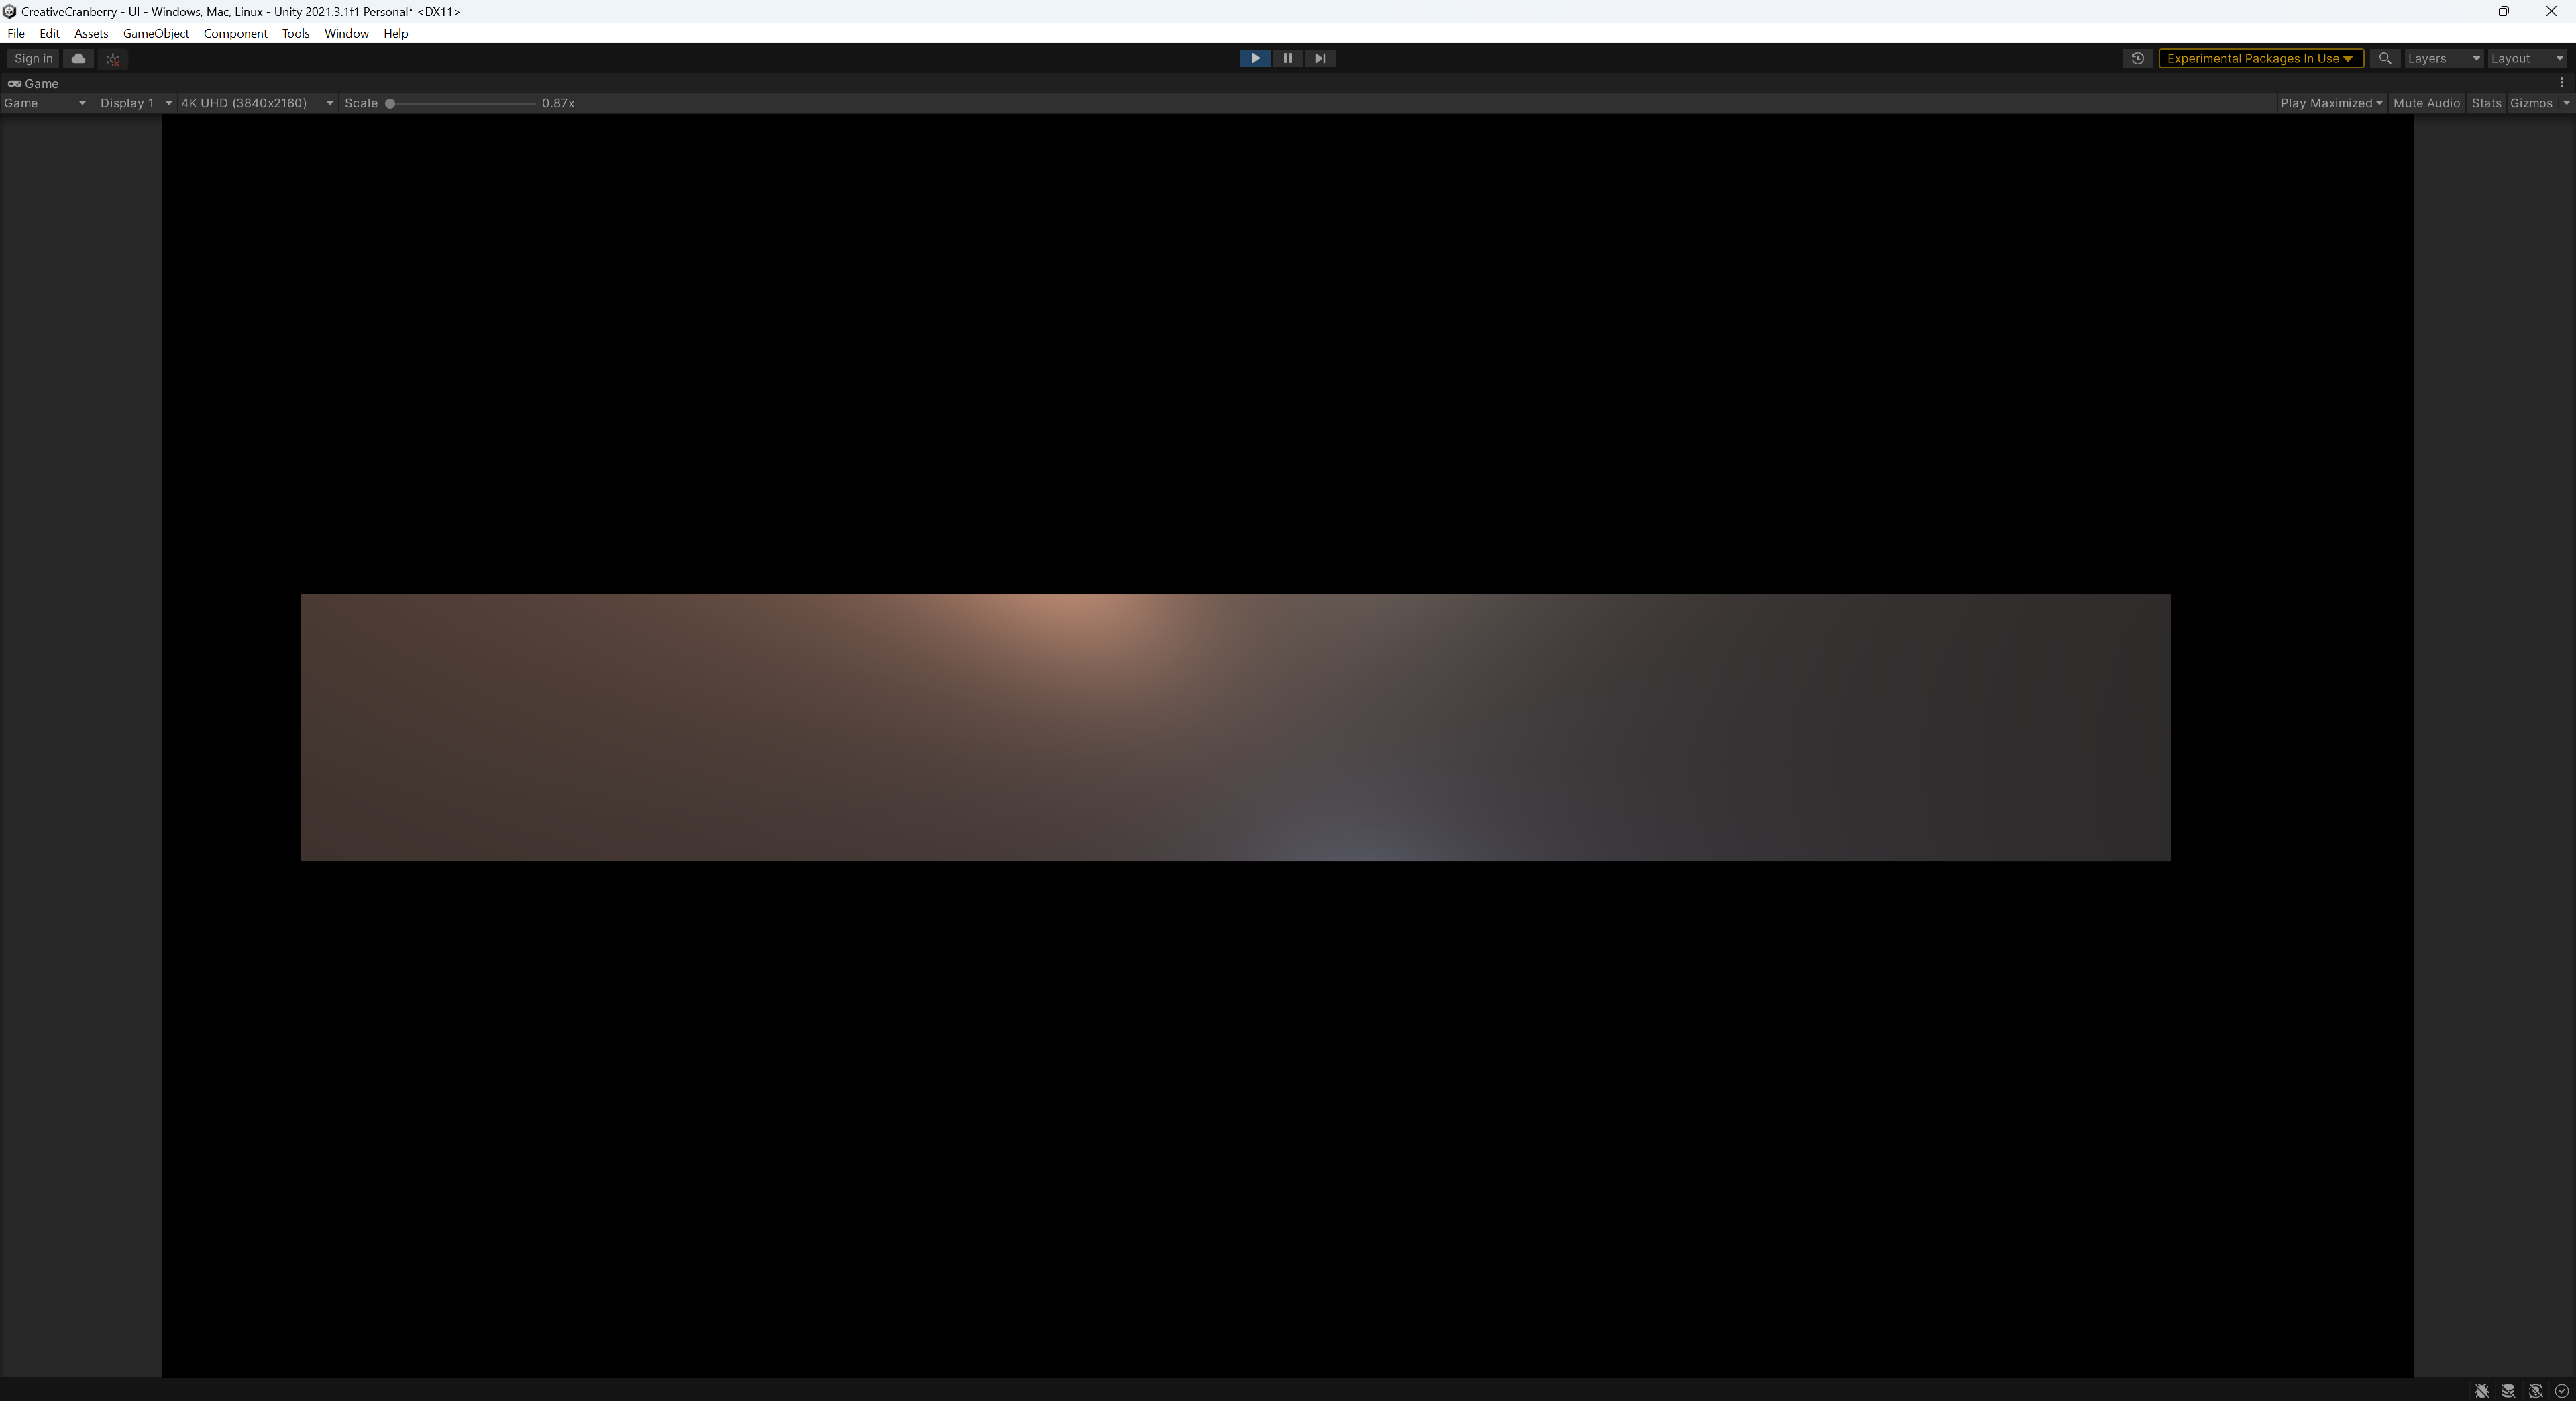 CreativeCranberry - UI - Windows, Mac, Linux - Unity 2021.3.1f1 Personal* <DX11>
File Edit Assets GameObject Component Tools Window Help
Sign in Experimental Packages In Use Layers Layout
Game
Game Display 1 4K UHD (3840x2160) Scale 0.87x Play Maximized Mute Audio Stats Gizmos